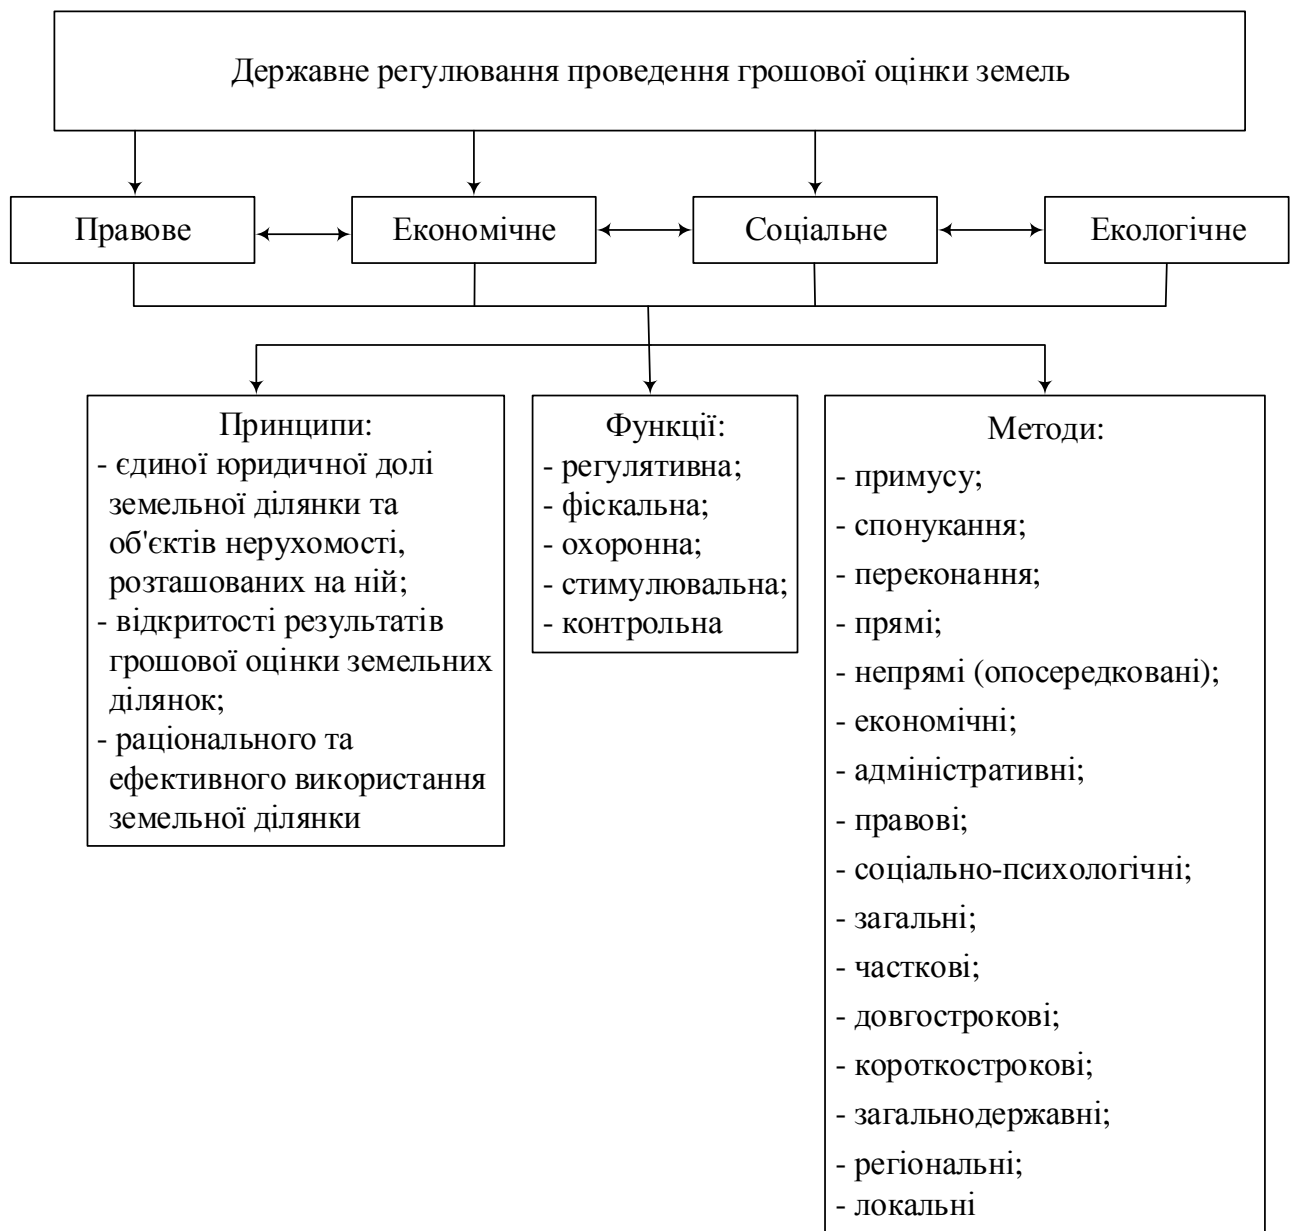 Державне регулювання проведення грошової оцінки земель
Правове
Економічне
Соціальне
Екологічне
Принципи:
- єдиної юридичної долі
земельної ділянки та
об'єктів нерухомості,
розташованих на ній;
- відкритості результатів
грошової оцінки земельних
ділянок;
- раціонального та
ефективного використання
земельної ділянки
Функції:
- регулятивна;
- фіскальна;
- охоронна;
- стимулювальна;
- контрольна
Методи:
- примусу;
- спонукання;
- переконання;
- прямі;
- непрямі (опосередковані);
- економічні;
- адміністративні;
- правові;
- соціально-психологічні;
- загальні;
- часткові;
- довгострокові;
- короткострокові;
- загальнодержавні;
- регіональні;
- локальні